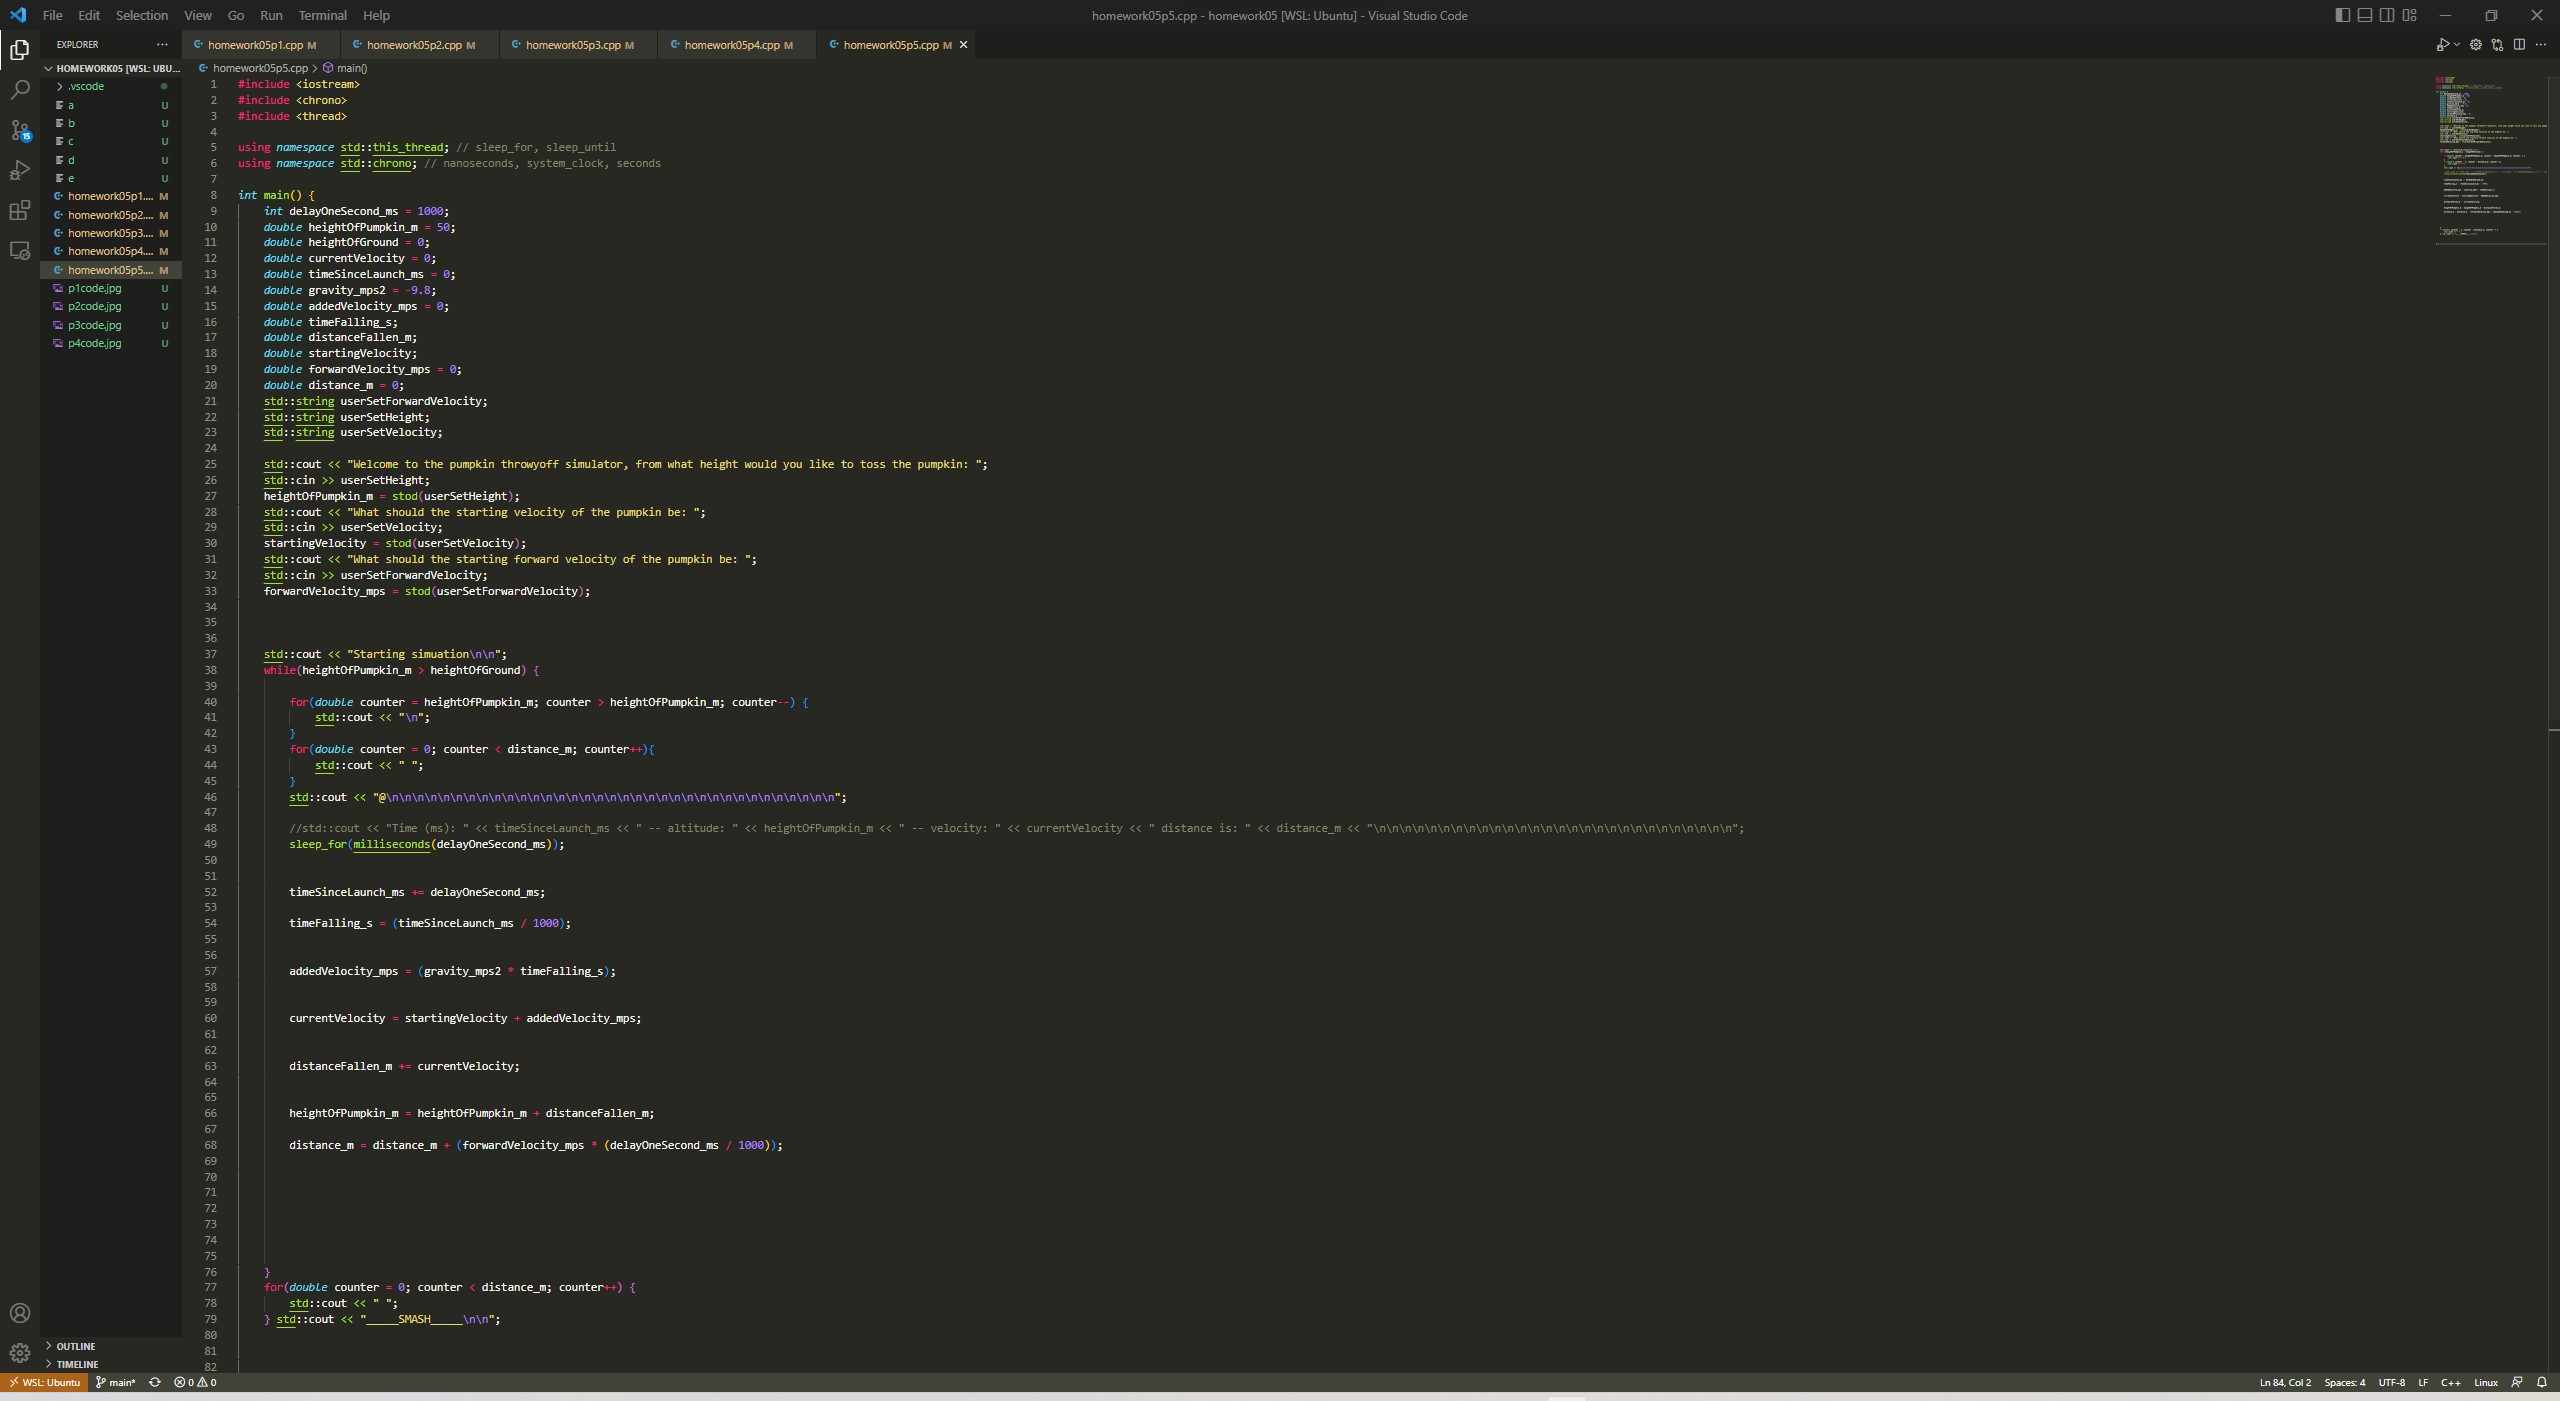 File Edit Selection View Go Run Terminal Help
homework05p5.cpp - homework05 [WSL: Ubuntu] - Visual Studio Code
EXPLORER ···
homework05p1.cpp M
homework05p2.cpp M
homework05p3.cpp M
homework05p4.cpp M
homework05p5.cpp M
HOMEWORK05 [WSL: UBU...
.vscode
a U
b U
c U
d U
e U
homework05p1.... M
homework05p2.... M
homework05p3.... M
homework05p4.... M
homework05p5.... M
p1code.jpg U
p2code.jpg U
p3code.jpg U
p4code.jpg U
15
OUTLINE
TIMELINE
homework05p5.cpp > main()
1 #include <iostream>
2 #include <chrono>
3 #include <thread>
4
5 using namespace std::this_thread; // sleep_for, sleep_until
6 using namespace std::chrono; // nanoseconds, system_clock, seconds
7
8 int main() {
9 int delayOneSecond_ms = 1000;
10 double heightOfPumpkin_m = 50;
11 double heightOfGround = 0;
12 double currentVelocity = 0;
13 double timeSinceLaunch_ms = 0;
14 double gravity_mps2 = -9.8;
15 double addedVelocity_mps = 0;
16 double timeFalling_s;
17 double distanceFallen_m;
18 double startingVelocity;
19 double forwardVelocity_mps = 0;
20 double distance_m = 0;
21 std::string userSetForwardVelocity;
22 std::string userSetHeight;
23 std::string userSetVelocity;
24
25 std::cout << "Welcome to the pumpkin throwyoff simulator, from what height would you like to toss the pumpkin: ";
26 std::cin >> userSetHeight;
27 heightOfPumpkin_m = stod(userSetHeight);
28 std::cout << "What should the starting velocity of the pumpkin be: ";
29 std::cin >> userSetVelocity;
30 startingVelocity = stod(userSetVelocity);
31 std::cout << "What should the starting forward velocity of the pumpkin be: ";
32 std::cin >> userSetForwardVelocity;
33 forwardVelocity_mps = stod(userSetForwardVelocity);
34
35
36
37 std::cout << "Starting simuation\n\n";
38 while(heightOfPumpkin_m > heightOfGround) {
39
40 for(double counter = heightOfPumpkin_m; counter > heightOfPumpkin_m; counter--) {
41 std::cout << "\n";
42 }
43 for(double counter = 0; counter < distance_m; counter++){
44 std::cout << " ";
45 }
46 std::cout << "@\n\n\n\n\n\n\n\n\n\n\n\n\n\n\n\n\n\n\n\n\n\n\n\n\n\n\n\n\n\n\n\n\n\n\n";
47
48 //std::cout << "Time (ms): " << timeSinceLaunch_ms << " -- altitude: " << heightOfPumpkin_m << " -- velocity: " << currentVelocity << " distance is: " << distance_m << "\n\n\n\n\n\n\n\n\n\n\n\n\n\n\n\n\n\n\n\n\n\n\n\n\n\n\n\n";
49 sleep_for(milliseconds(delayOneSecond_ms));
50
51
52 timeSinceLaunch_ms += delayOneSecond_ms;
53
54 timeFalling_s = (timeSinceLaunch_ms / 1000);
55
56
57 addedVelocity_mps = (gravity_mps2 * timeFalling_s);
58
59
60 currentVelocity = startingVelocity + addedVelocity_mps;
61
62
63 distanceFallen_m += currentVelocity;
64
65
66 heightOfPumpkin_m = heightOfPumpkin_m + distanceFallen_m;
67
68 distance_m = distance_m + (forwardVelocity_mps * (delayOneSecond_ms / 1000));
69
70
71
72
73
74
75
76 }
77 for(double counter = 0; counter < distance_m; counter++) {
78 std::cout << " ";
79 } std::cout << "_____SMASH_____\n\n";
80
81
82
WSL: Ubuntu main* 0 0
Ln 84, Col 2 Spaces: 4 UTF-8 LF C++ Linux